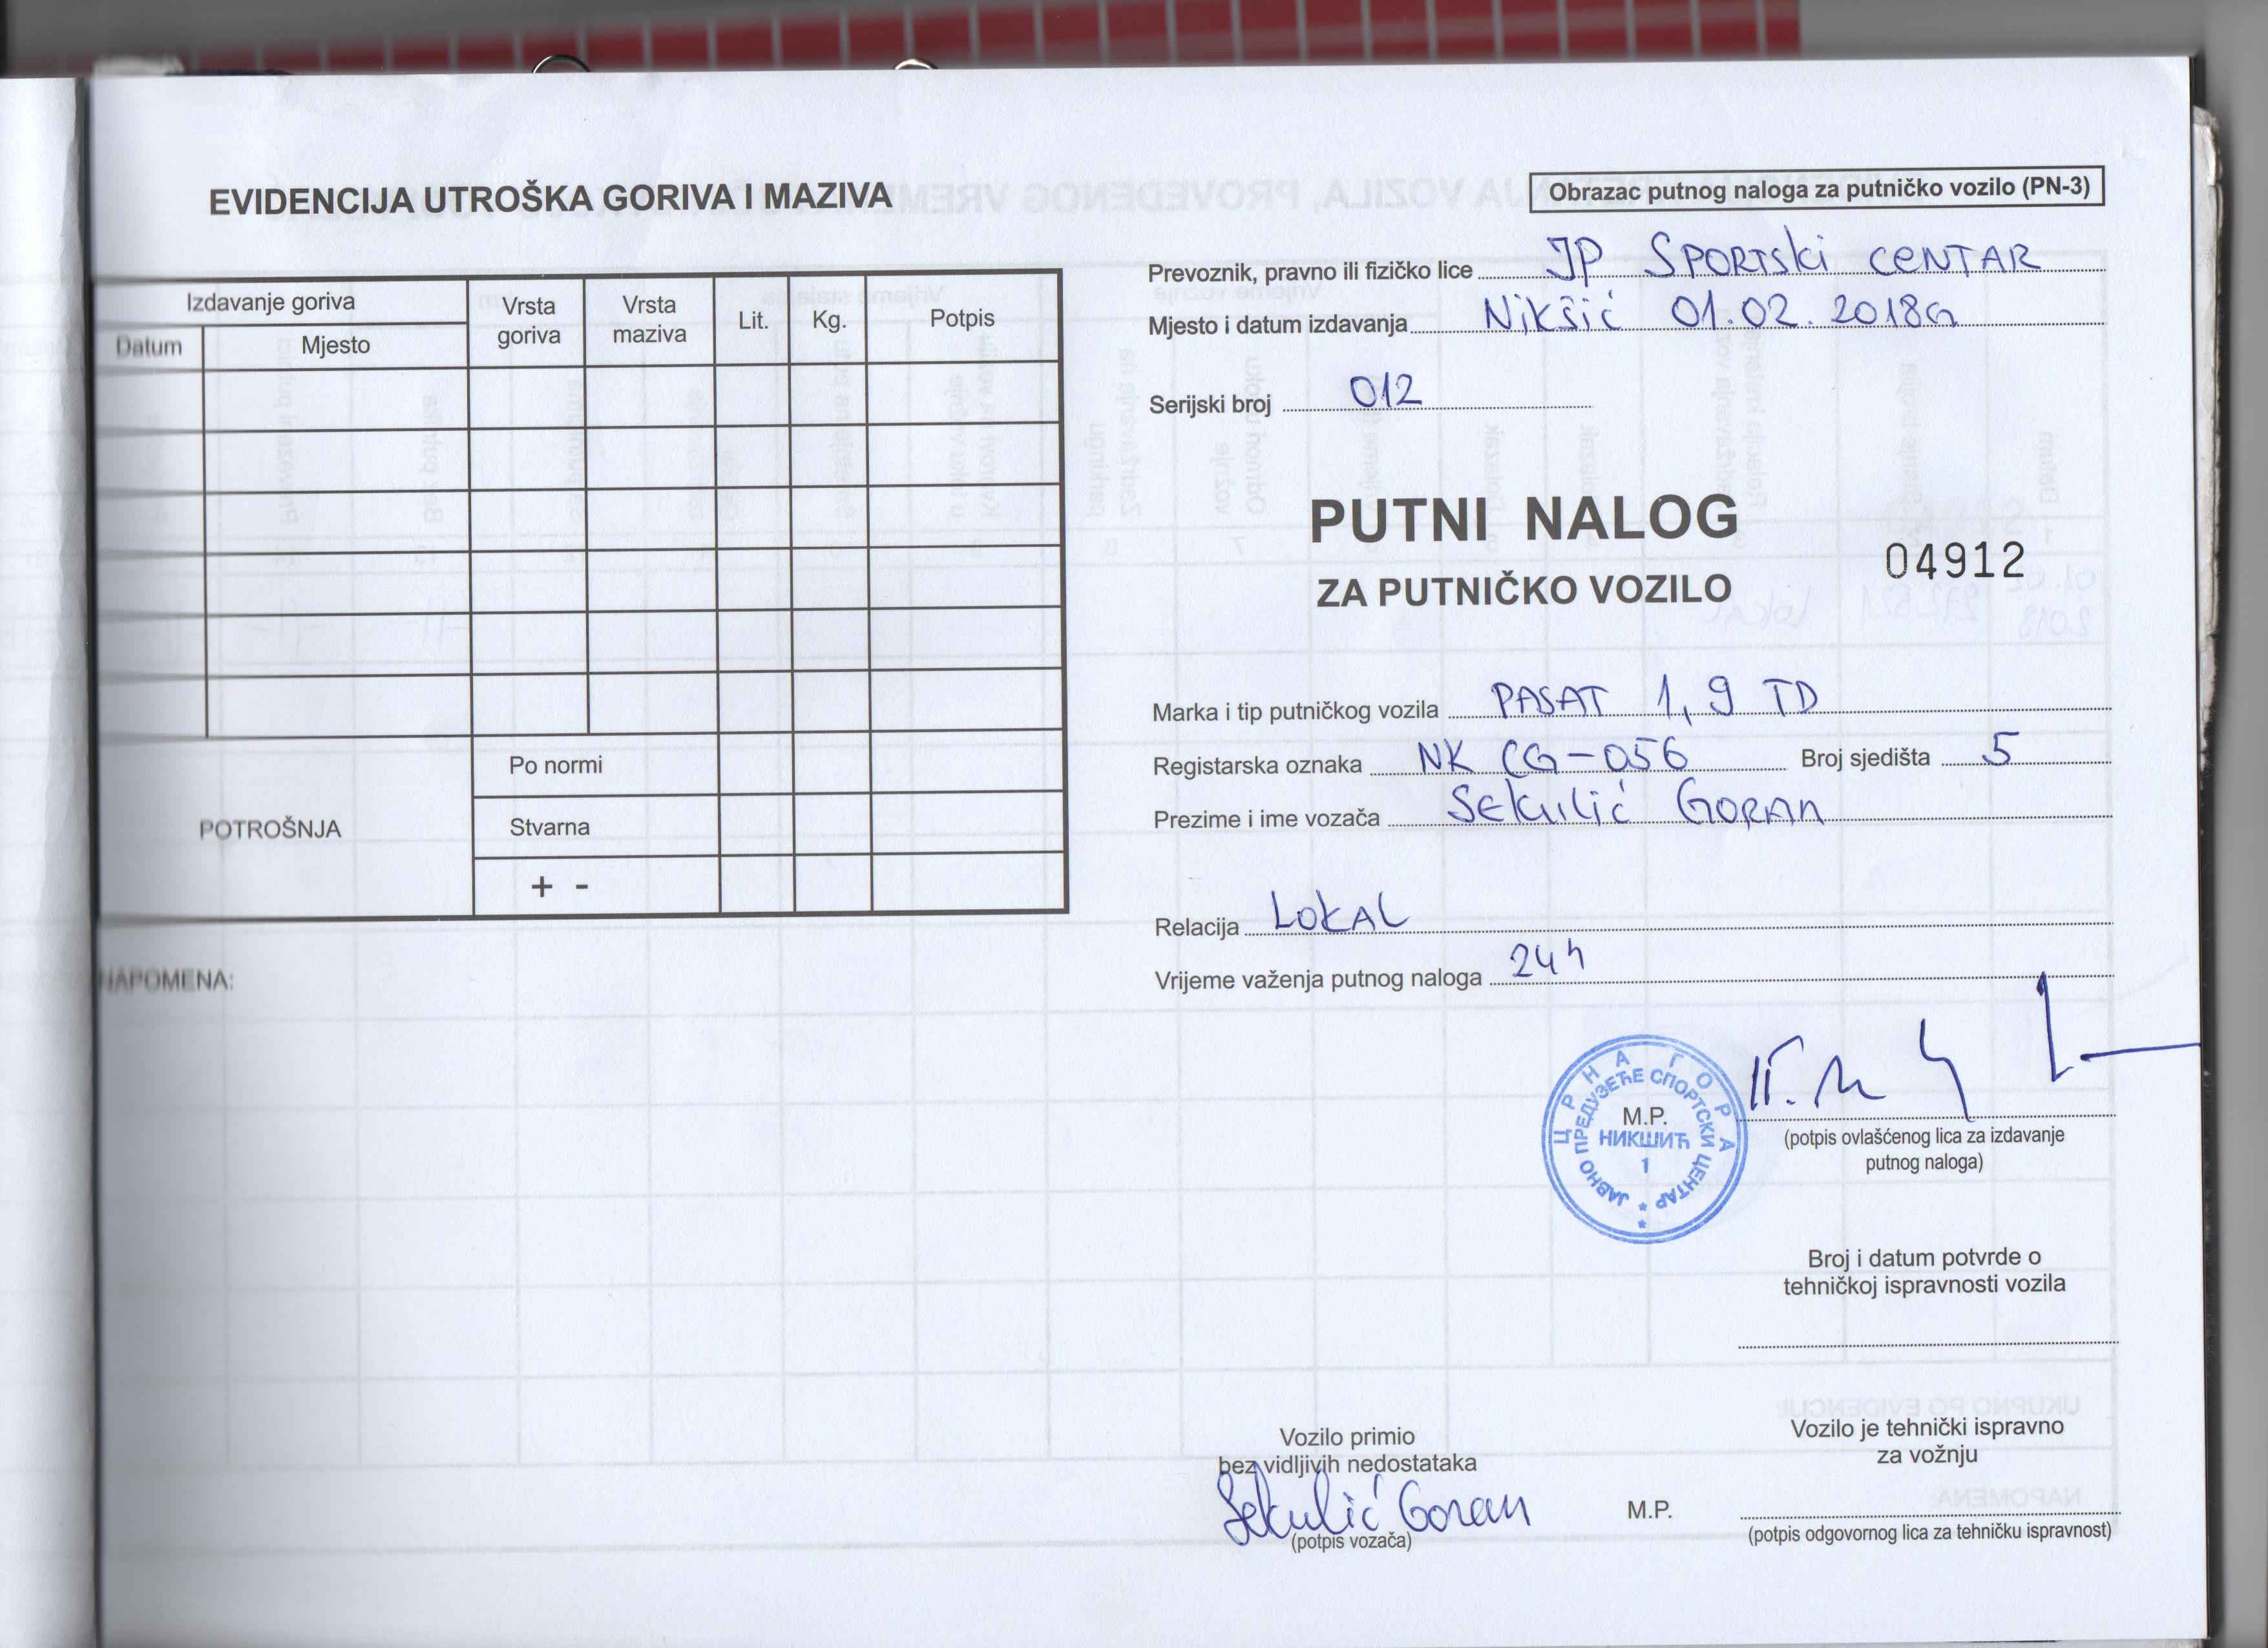 EVIDENCIJA UTROŠKA GORIVA I MAZIVA
Izdavanje goriva
Datum
Mjesto
Vrsta goriva
Vrsta maziva
Lit.
Kg.
Potpis
POTROŠNJA
Po normi
Stvarna
+ -
NAPOMENA:
Obrazac putnog naloga za putničko vozilo (PN-3)
Prevoznik, pravno ili fizičko lice JP SPORTSki CENTAR
Mjesto i datum izdavanja Nikšić 01.02.2018G
Serijski broj 012
PUTNI NALOG
ZA PUTNIČKO VOZILO
04912
Marka i tip putničkog vozila PASAT 1,9 TD
Registarska oznaka NK CG-056 Broj sjedišta 5
Prezime i ime vozača Sekulić Goran
Relacija LOKAL
Vrijeme važenja putnog naloga 24h
ЦРНА ГОРА
ЈАВНО ПРЕДУЗЕЋЕ СПОРТСКИ ЦЕНТАР
M.P.
НИКШИЋ
1
(potpis ovlašćenog lica za izdavanje
putnog naloga)
Broj i datum potvrde o
tehničkoj ispravnosti vozila
Vozilo primio
bez vidljivih nedostataka
Sekulić Goran
(potpis vozača)
M.P.
Vozilo je tehnički ispravno
za vožnju
(potpis odgovornog lica za tehničku ispravnost)